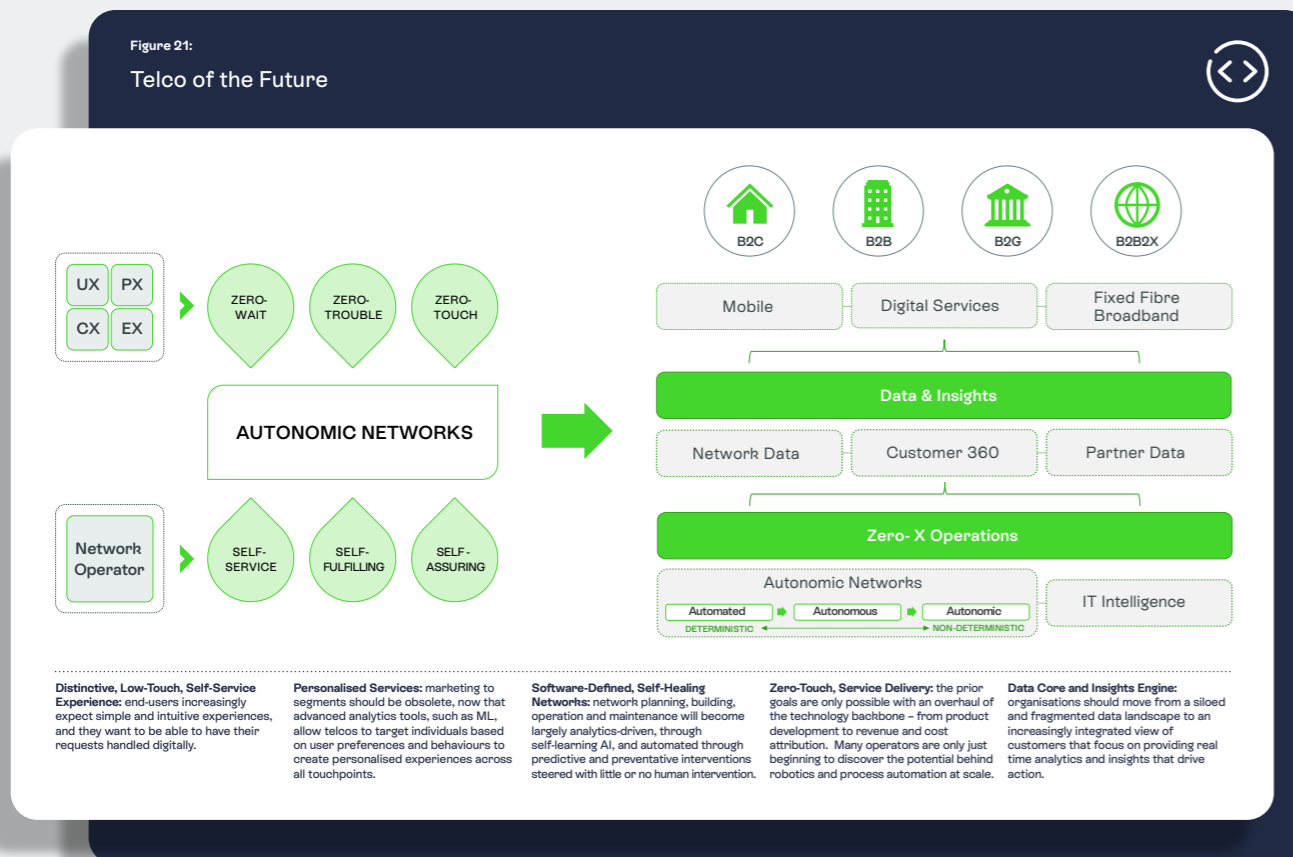 Figure 21:
Telco of the Future
UX
PX
CX
EX
ZERO-
WAIT
ZERO-
TROUBLE
ZERO-
TOUCH
AUTONOMIC NETWORKS
Network
Operator
SELF-
SERVICE
SELF-
FULFILLING
SELF-
ASSURING
B2C
B2B
B2G
B2B2X
Mobile
Digital Services
Fixed Fibre
Broadband
Data & Insights
Network Data
Customer 360
Partner Data
Zero- X Operations
Autonomic Networks
Automated
Autonomous
Autonomic
DETERMINISTIC
NON-DETERMINISTIC
IT Intelligence
Distinctive, Low-Touch, Self-Service
Experience: end-users increasingly
expect simple and intuitive experiences,
and they want to be able to have their
requests handled digitally.
Personalised Services: marketing to
segments should be obsolete, now that
advanced analytics tools, such as ML,
allow telcos to target individuals based
on user preferences and behaviours to
create personalised experiences across
all touchpoints.
Software-Defined, Self-Healing
Networks: network planning, building,
operation and maintenance will become
largely analytics-driven, through
self-learning AI, and automated through
predictive and preventative interventions
steered with little or no human intervention.
Zero-Touch, Service Delivery: the prior
goals are only possible with an overhaul of
the technology backbone – from product
development to revenue and cost
attribution. Many operators are only just
beginning to discover the potential behind
robotics and process automation at scale.
Data Core and Insights Engine:
organisations should move from a siloed
and fragmented data landscape to an
increasingly integrated view of
customers that focus on providing real
time analytics and insights that drive
action.